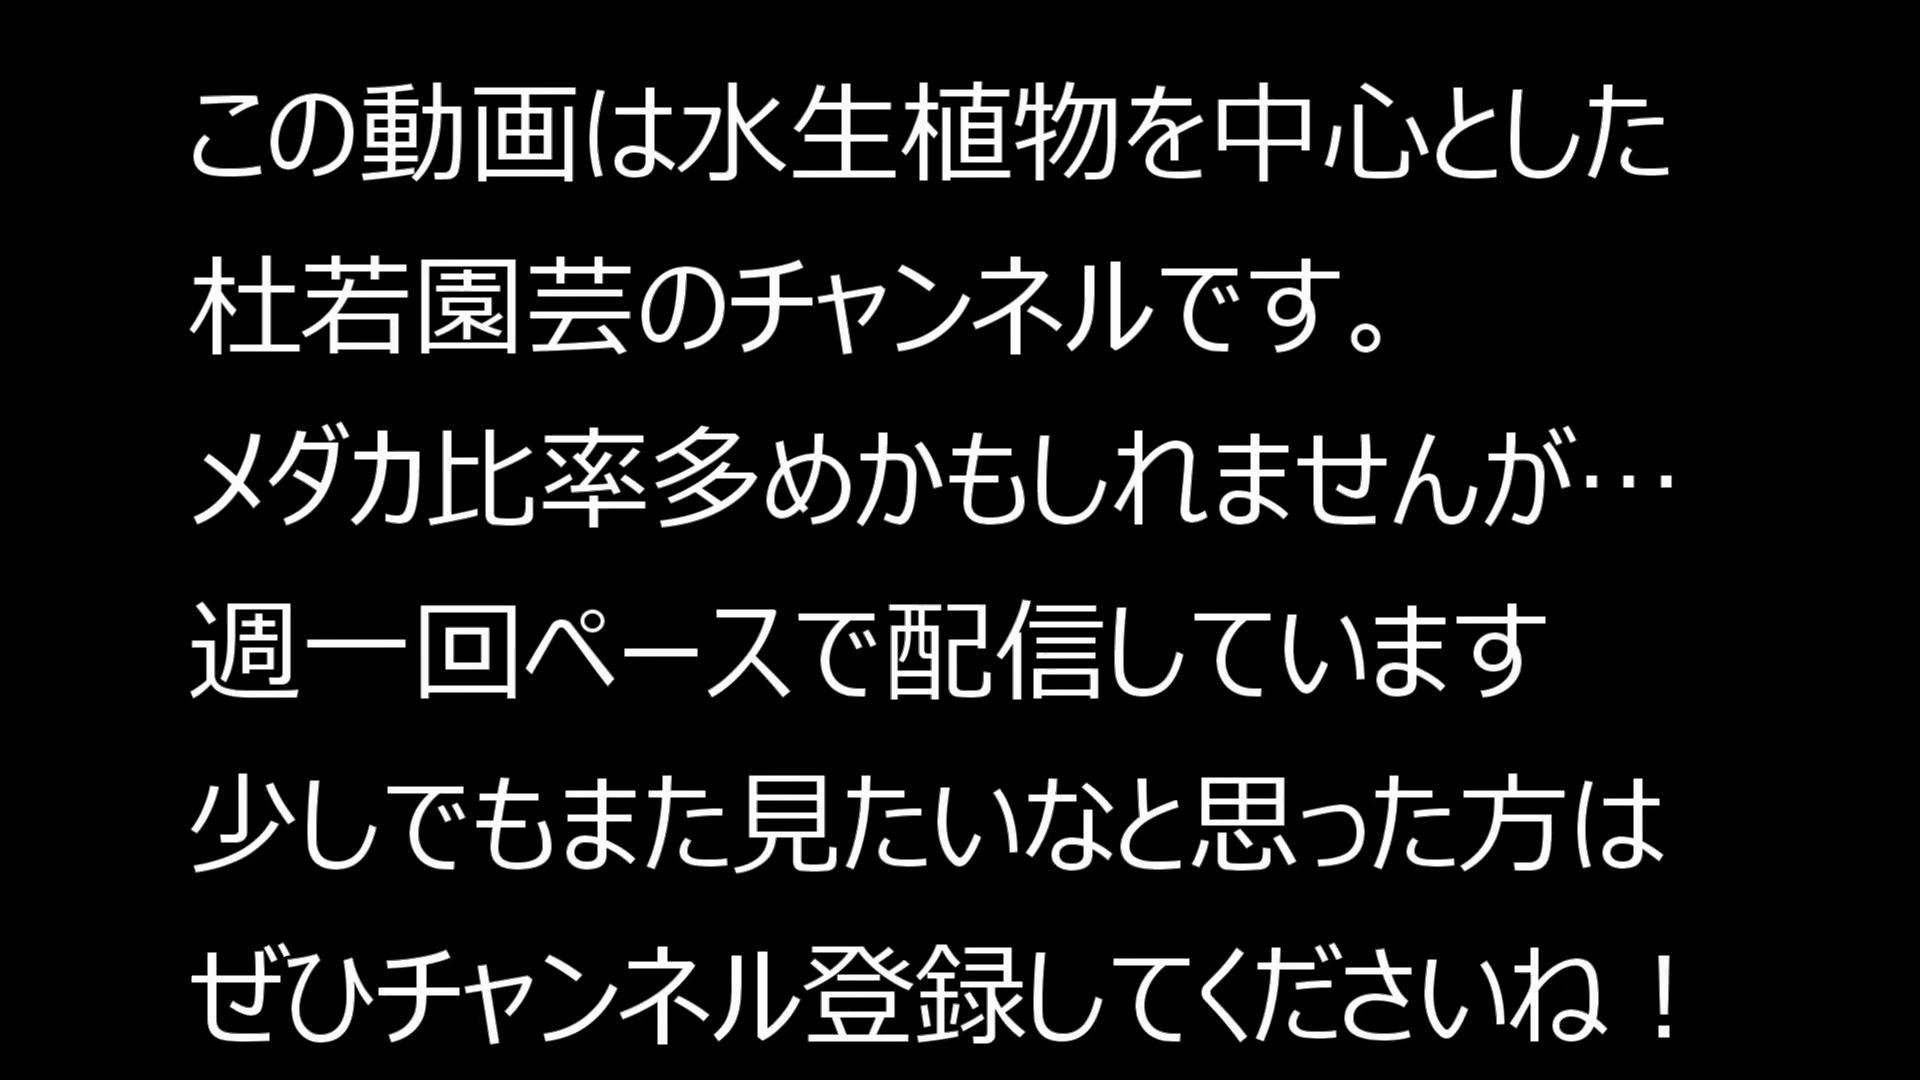 この動画は水生植物を中心とした
杜若園芸のチャンネルです。
メダカ比率多めかもしれませんが…
週一回ペースで配信しています
少しでもまた見たいなと思った方は
ぜひチャンネル登録してくださいね！